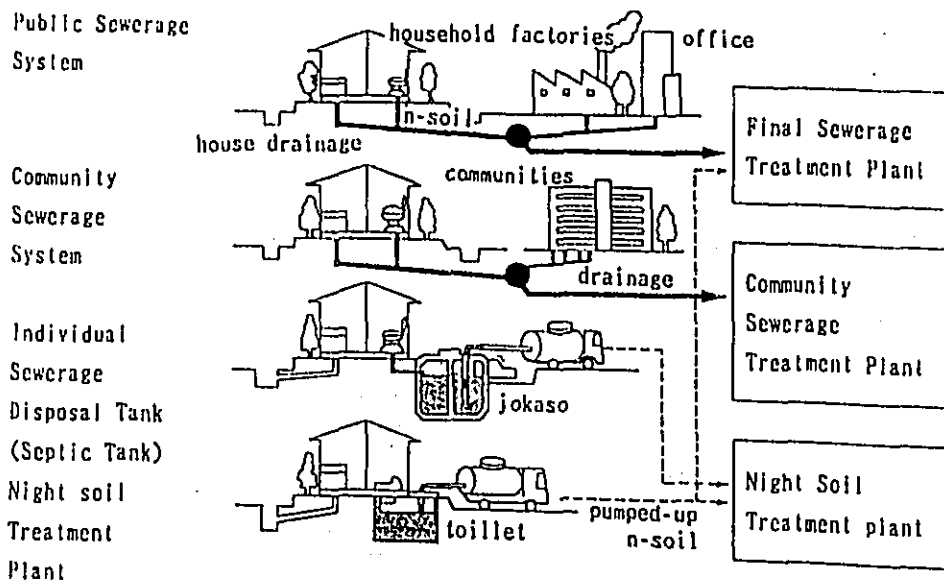 Public Sewerage
System
household factories
office
n-soil
house drainage
Final Sewerage
Treatment Plant
Community
Sewerage
System
communities
drainage
Community
Sewerage
Treatment Plant
Individual
Sewerage
Disposal Tank
(Septic Tank)
jokaso
Night soil
Treatment
Plant
toillet
pumped-up
n-soil
Night Soil
Treatment plant